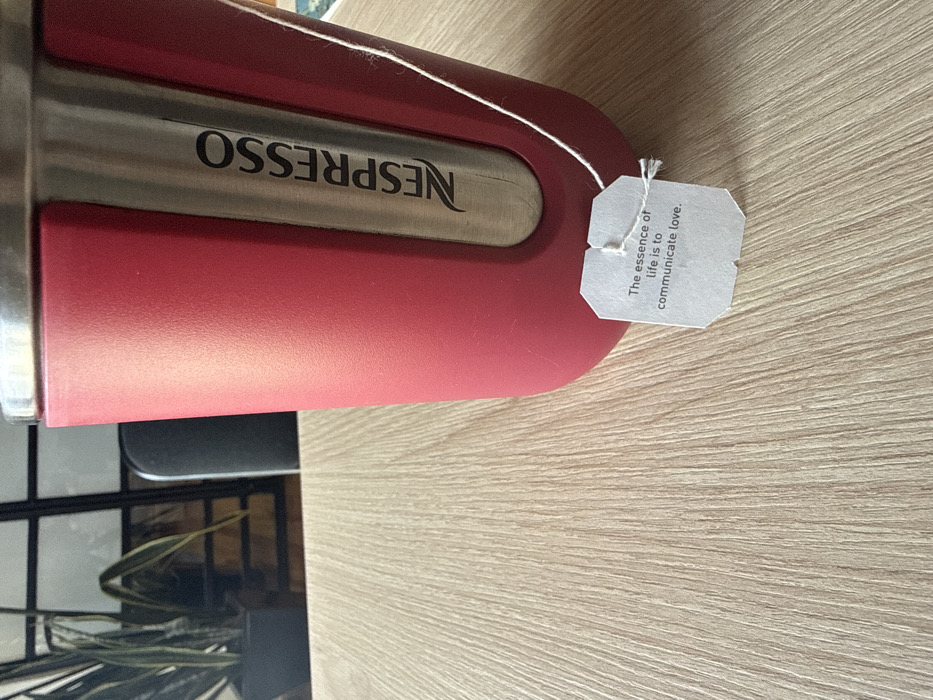 NESPRESSO
The essence of
life is to
communicate love.